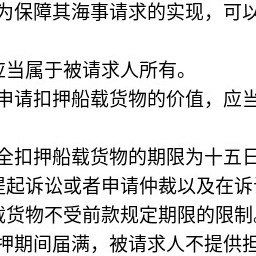 为保障其海事请求的实现，可以
应当属于被请求人所有。
申请扣押船载货物的价值，应当
全扣押船载货物的期限为十五日
提起诉讼或者申请仲裁以及在诉
载货物不受前款规定期限的限制。
押期间届满，被请求人不提供担